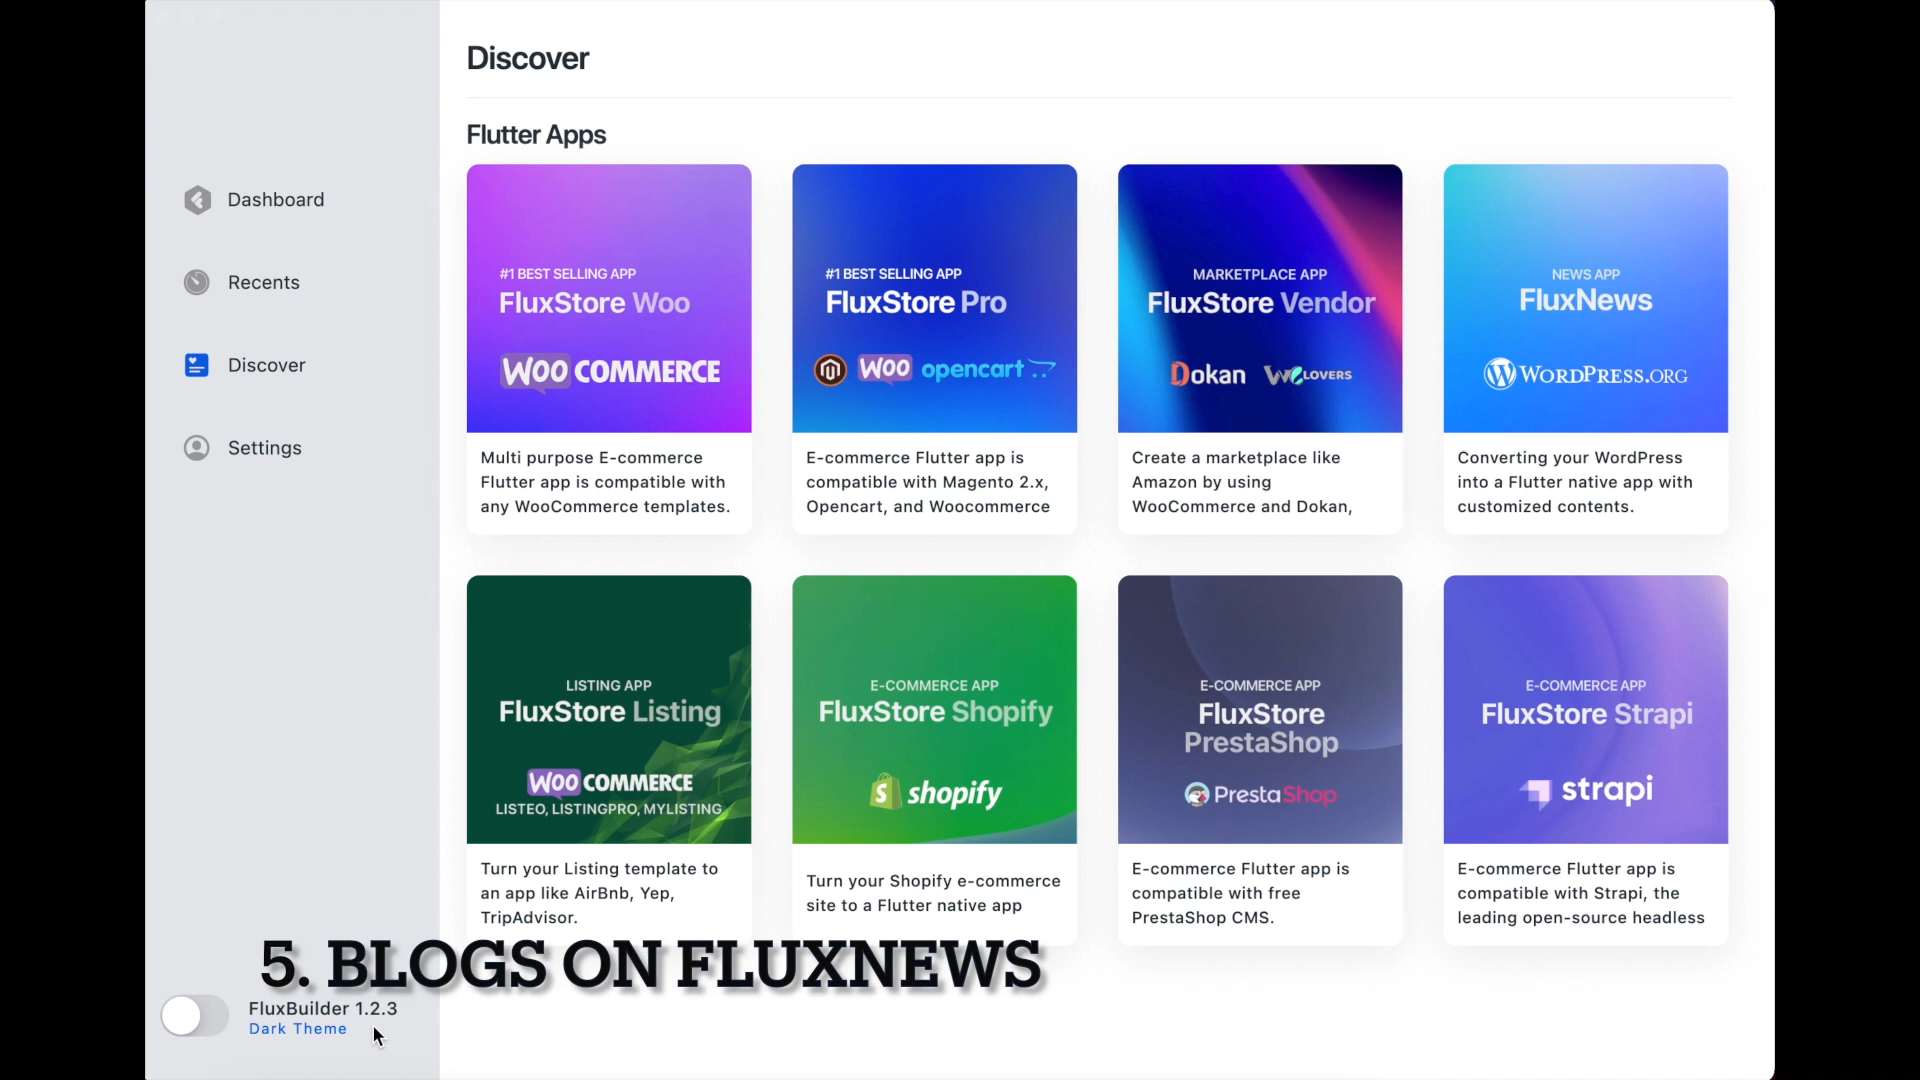 Discover
Flutter Apps
Dashboard
Recents
Discover
Settings
#1 BEST SELLING APP
FluxStore Woo
WOO COMMERCE
Multi purpose E-commerce
Flutter app is compatible with
any WooCommerce templates.
#1 BEST SELLING APP
FluxStore Pro
WOO opencart
E-commerce Flutter app is
compatible with Magento 2.x,
Opencart, and Woocommerce
MARKETPLACE APP
FluxStore Vendor
Dokan WCLOVERS
Create a marketplace like
Amazon by using
WooCommerce and Dokan,
NEWS APP
FluxNews
WORDPRESS.ORG
Converting your WordPress
into a Flutter native app with
customized contents.
LISTING APP
FluxStore Listing
WOO COMMERCE
LISTEO, LISTINGPRO, MYLISTING
Turn your Listing template to
an app like AirBnb, Yep,
TripAdvisor.
E-COMMERCE APP
FluxStore Shopify
shopify
Turn your Shopify e-commerce
site to a Flutter native app
E-COMMERCE APP
FluxStore
PrestaShop
PrestaShop
E-commerce Flutter app is
compatible with free
PrestaShop CMS.
E-COMMERCE APP
FluxStore Strapi
strapi
E-commerce Flutter app is
compatible with Strapi, the
leading open-source headless
5. BLOGS ON FLUXNEWS
FluxBuilder 1.2.3
Dark Theme